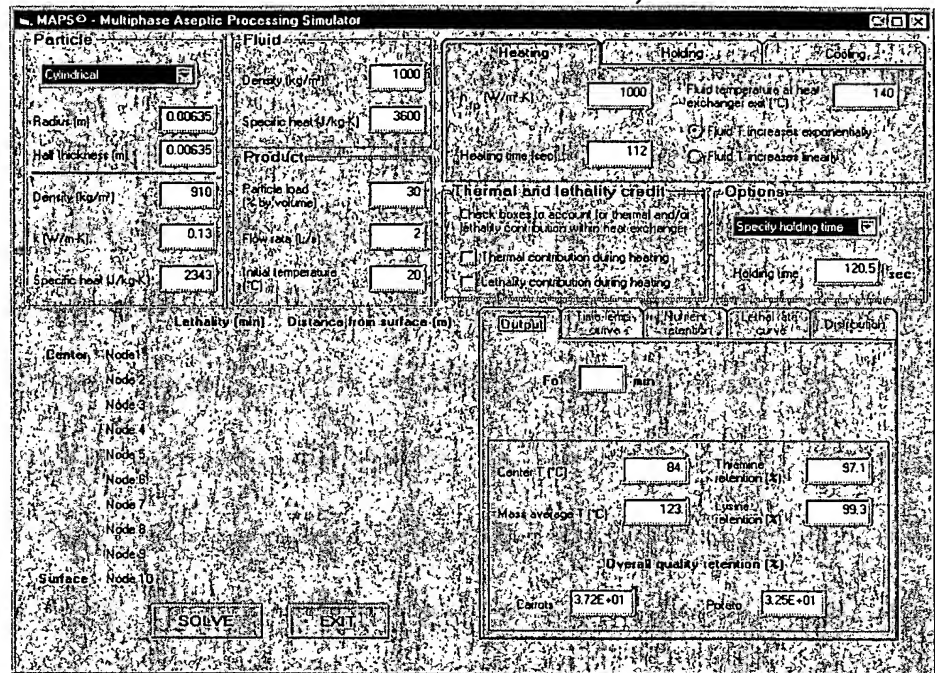 MAPS© - Multiphase Aseptic Processing Simulator
Particle
Cylindrical
Radius (m) 0.00635
Half thickness (m) 0.00635
Density (kg/m³) 910
k (W/m-K) 0.13
Specific heat (J/kg-K) 2343
Fluid
Density (kg/m³) 1000
Specific heat (J/kg-K) 3600
Product
Particle load (% by volume) 30
Flow rate (L/s) 2
Initial temperature (°C) 20
Heating Holding Cooling
(W/m²-K) 1000
Heating time (sec) 112
Fluid temperature at heat exchanger exit (°C) 140
Fluid T increases exponentially
Fluid T increases linearly
Thermal and lethality credit
Check boxes to account for thermal and/or
lethality contribution within heat exchanger
Thermal contribution during heating
Lethality contribution during heating
Options
Specify holding time
Holding time 120.5 sec
Lethality (min) Distance from surface (m)
Center Node1
Node 2
Node 3
Node 4
Node 5
Node 6
Node 7
Node 8
Node 9
Surface Node 10
SOLVE EXIT
Output Time-temp. curve Nutrient retention Lethal rate curve Distribution
Fo min
Center T (°C) 84.
Thiamine retention (%) 97.1
Mass average T (°C) 123.
Lysine retention (%) 99.3
Overall quality retention (%)
Carrots 3.72E+01 Potato 3.25E+01